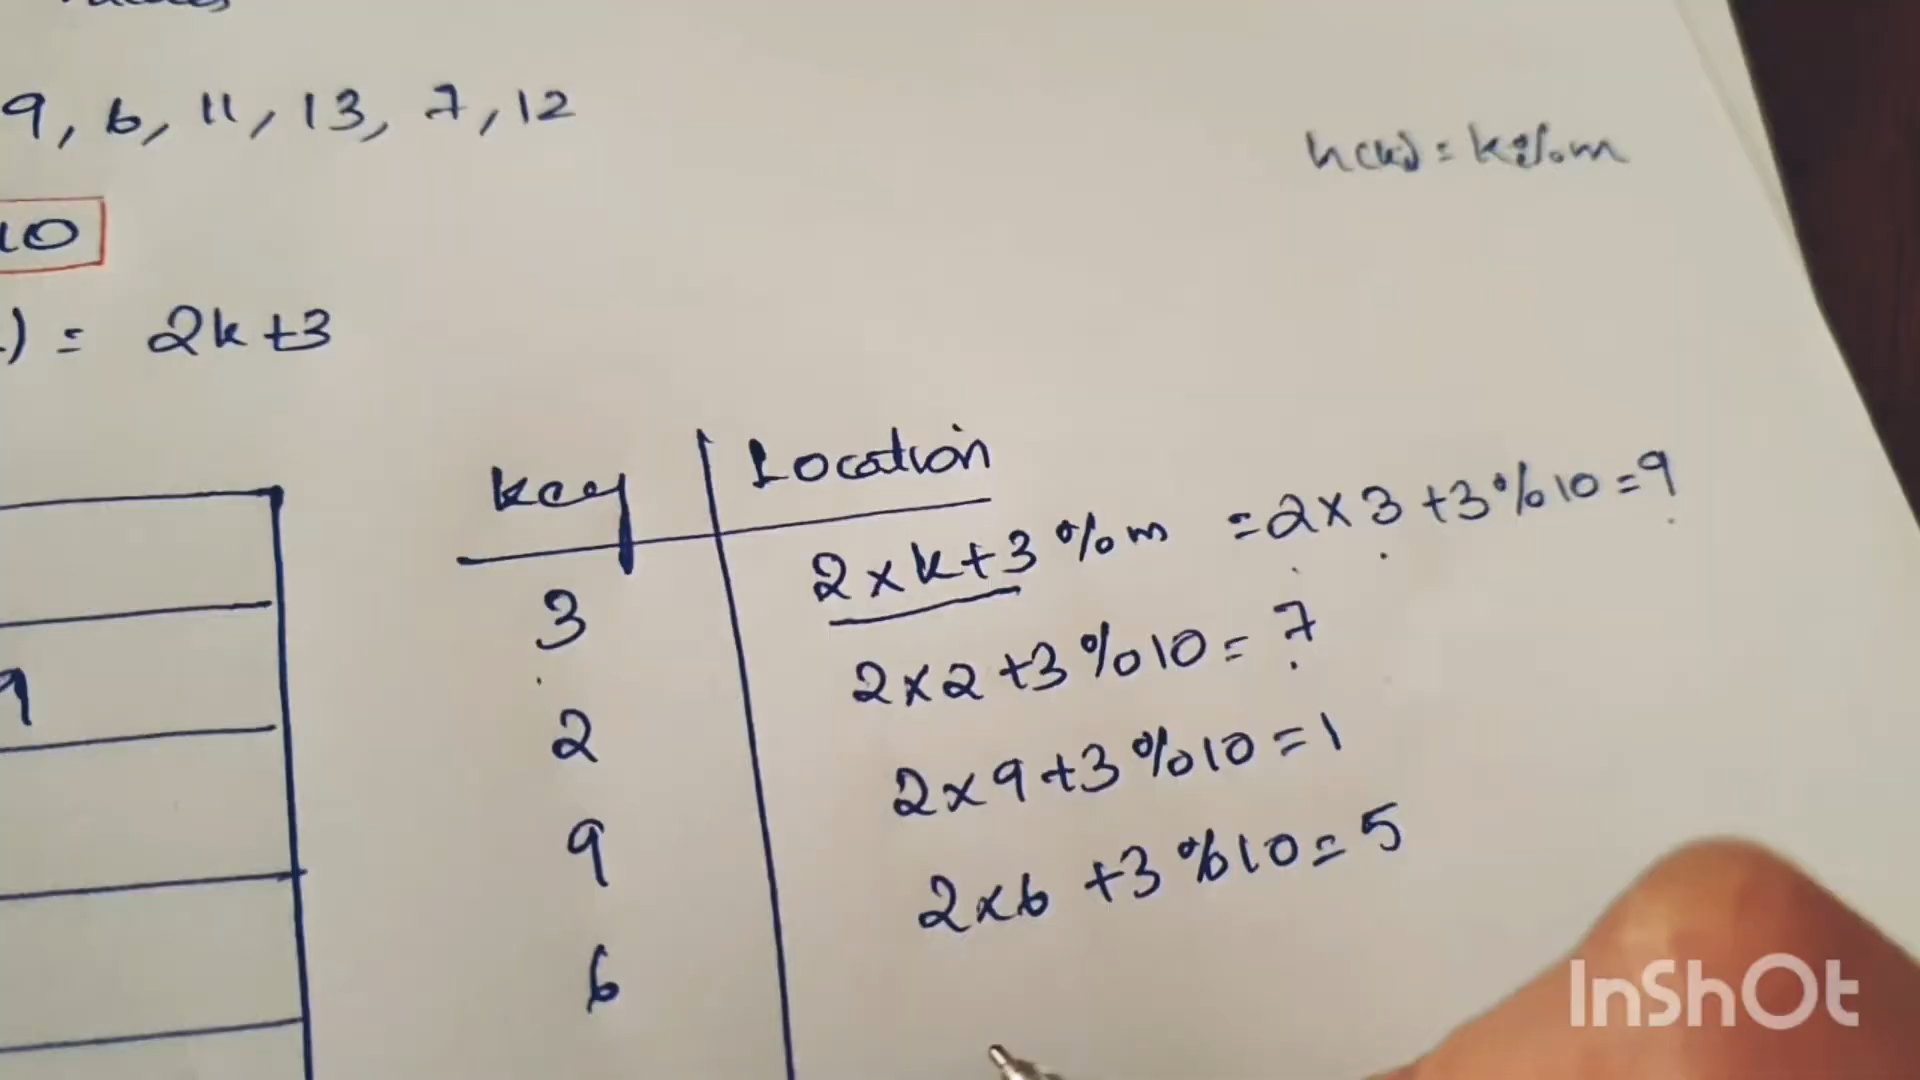 9, 6, 11, 13, 7, 12
h(k) = k%m
10
) = 2k+3
key Location
3 2×k+3%m = 2×3+3%10=9
2 2×2+3%10=7
9 2×9+3%10=1
6 2×6+3%10=5
9
InShOt